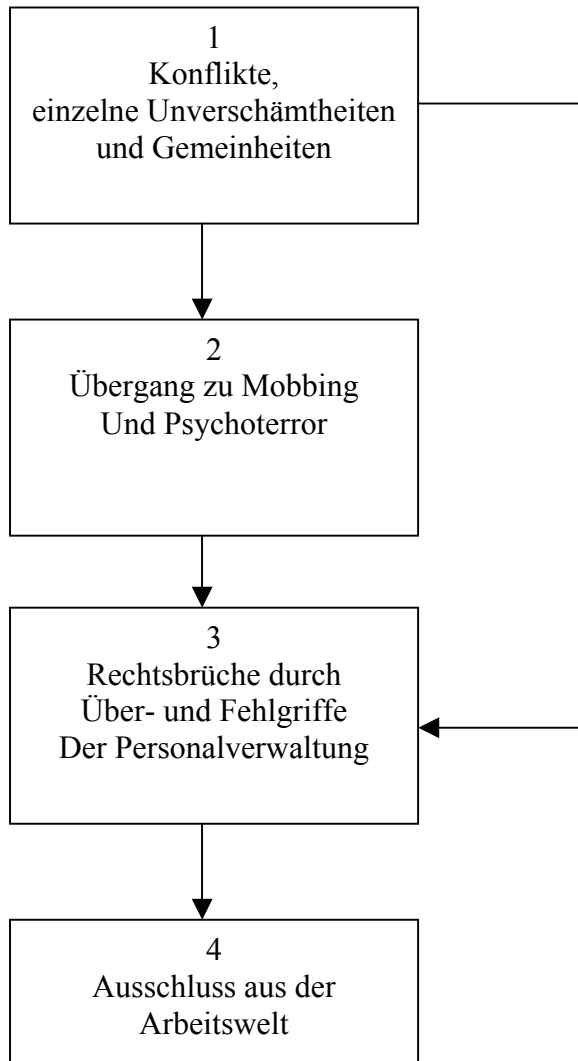 1
Konflikte,
einzelne Unverschämtheiten
und Gemeinheiten
2
Übergang zu Mobbing
Und Psychoterror
3
Rechtsbrüche durch
Über- und Fehlgriffe
Der Personalverwaltung
4
Ausschluss aus der
Arbeitswelt